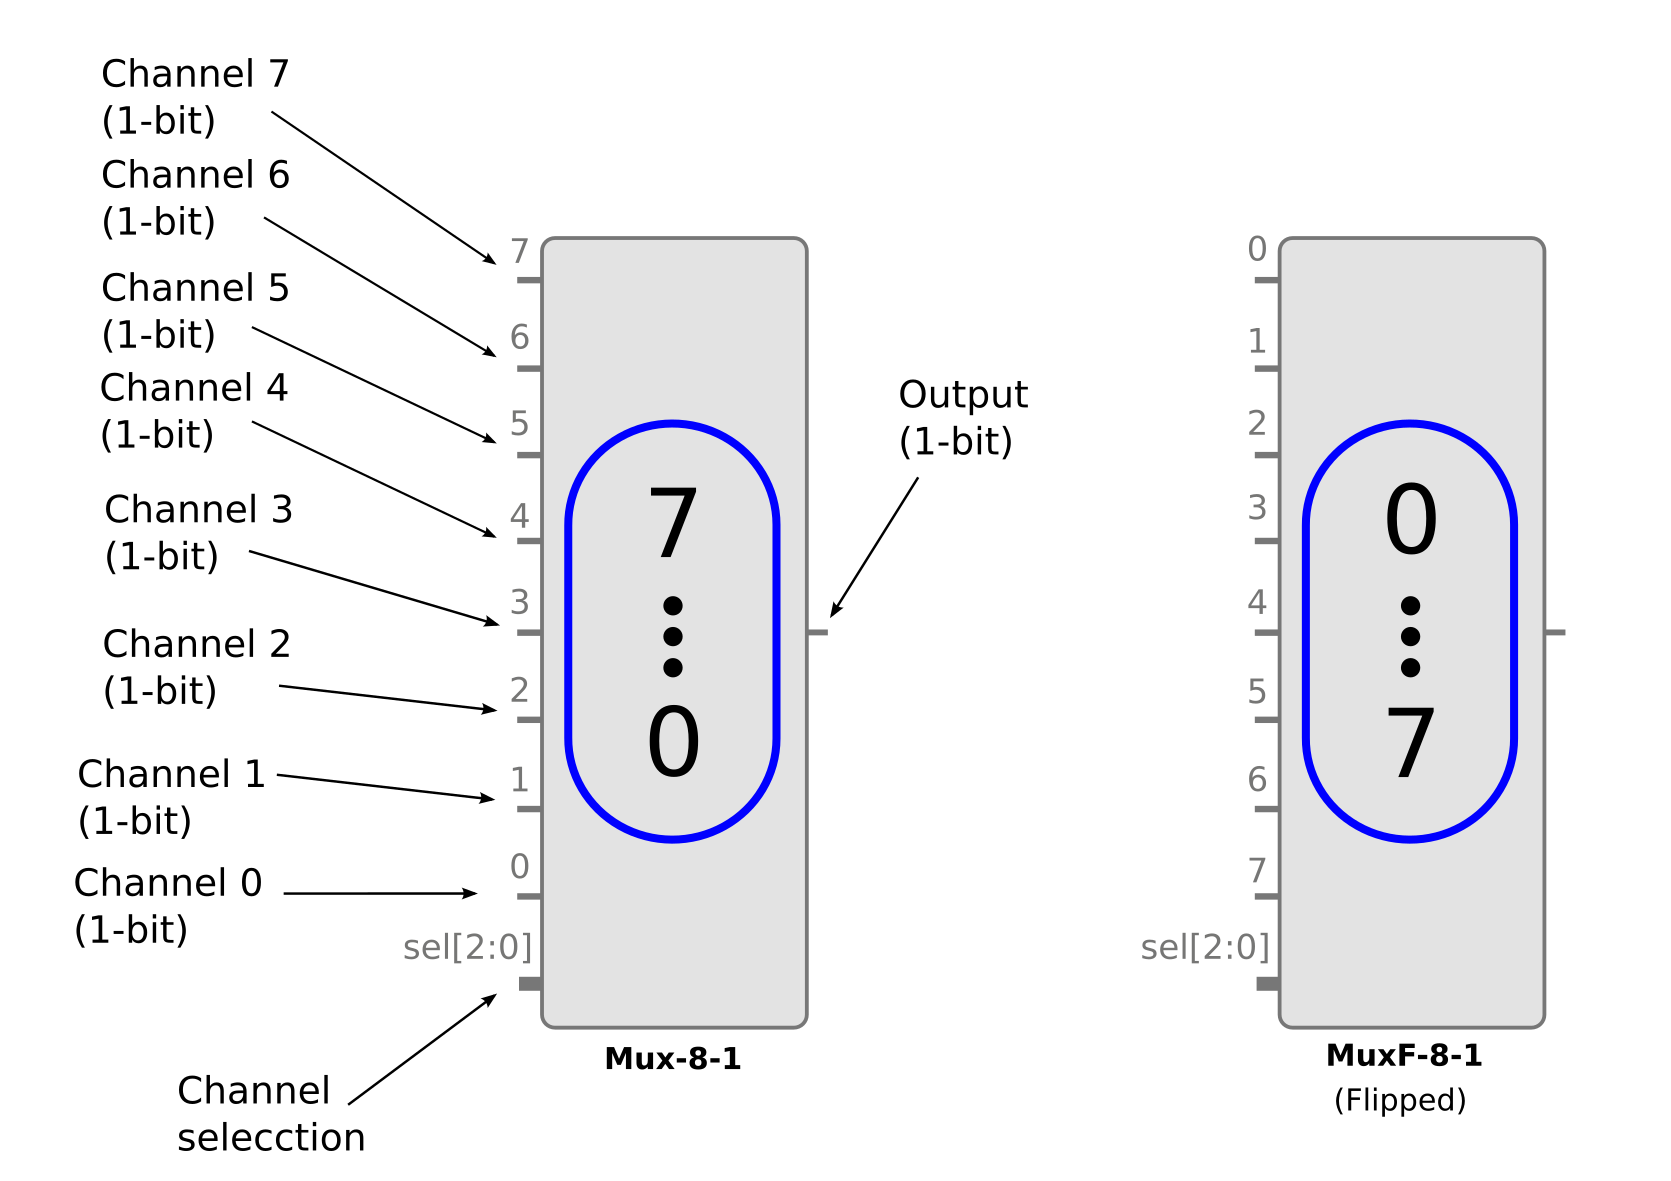 Channel 7
(1-bit)
Channel 6
(1-bit)
Channel 5
(1-bit)
Channel 4
(1-bit)
Channel 3
(1-bit)
Channel 2
(1-bit)
Channel 1
(1-bit)
Channel 0
(1-bit)
Channel
selecction
7
6
5
4
3
2
1
0
sel[2:0]
7
0
Mux-8-1
Output
(1-bit)
0
1
2
3
4
5
6
7
sel[2:0]
0
7
MuxF-8-1
(Flipped)